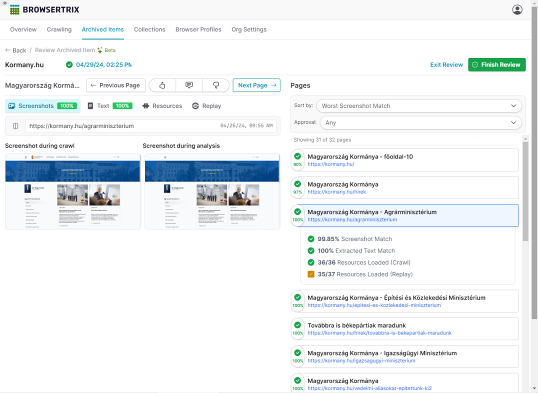 BROWSERTRIX
Overview Crawling Archived Items Collections Browser Profiles Org Settings
← Back / Review Archived Item Beta
Kormany.hu 04/29/24, 02:25 PM Exit Review Finish Review
Magyarország Kormá... ← Previous Page Next Page → Pages
Screenshots 100% Text 100% Resources Replay
Sort by: Worst Screenshot Match
Approval Any
https://kormany.hu/agrarminiszterium 04/26/24, 09:55 AM
Showing 31 of 32 pages
Screenshot during crawl Screenshot during analysis
Magyarország Kormánya - főoldal-10
90% https://kormany.hu/
Magyarország Kormánya
97% https://kormany.hu/hirek
Magyarország Kormánya - Agrárminisztérium
100% https://kormany.hu/agrarminiszterium
99.85% Screenshot Match
100% Extracted Text Match
36/36 Resources Loaded (Crawl)
35/37 Resources Loaded (Replay)
Magyarország Kormánya - Építési és Közlekedési Minisztérium
100% https://kormany.hu/epitesi-es-kozlekedesi-miniszterium
Továbbra is békepártiak maradunk
100% https://kormany.hu/hirek/tovabbra-is-bekepartiak-maradunk
Magyarország Kormánya - Igazságügyi Minisztérium
100% https://kormany.hu/igazsagugyi-miniszterium
Magyarország Kormánya
100% https://kormany.hu/vedelmi-allasokat-epitettunk-ki2